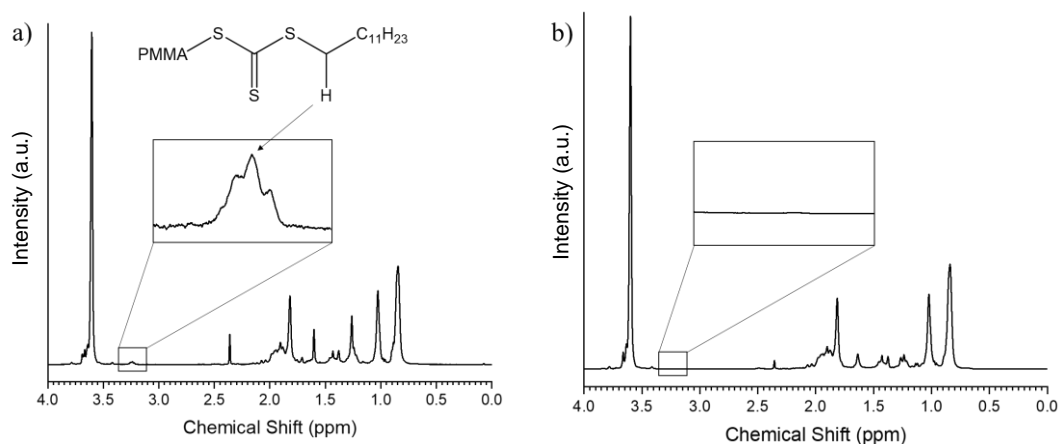 a)
S S C11H23
PMMA
S H
Intensity (a.u.)
4.0 3.5 3.0 2.5 2.0 1.5 1.0 0.5 0.0
Chemical Shift (ppm)
b)
Intensity (a.u.)
4.0 3.5 3.0 2.5 2.0 1.5 1.0 0.5 0.0
Chemical Shift (ppm)